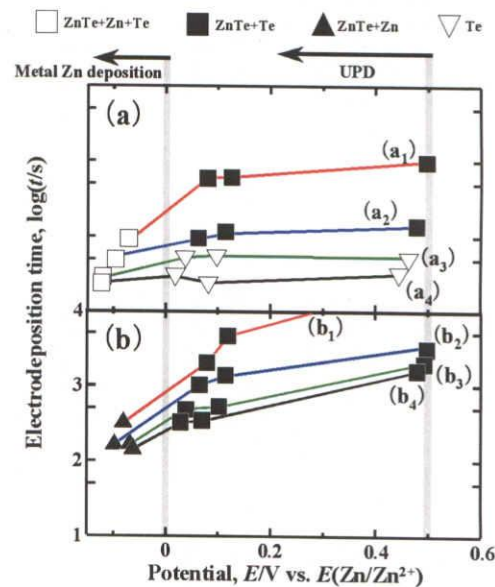 ZnTe+Zn+Te ZnTe+Te ZnTe+Zn Te
Metal Zn deposition UPD
(a)
(a1)
(a2)
(a3)
(a4)
4
(b)
(b1)
(b2)
(b3)
(b4)
3
2
1
0 0.2 0.4 0.6
Electrodeposition time, log(t/s)
Potential, E/V vs. E(Zn/Zn²⁺)